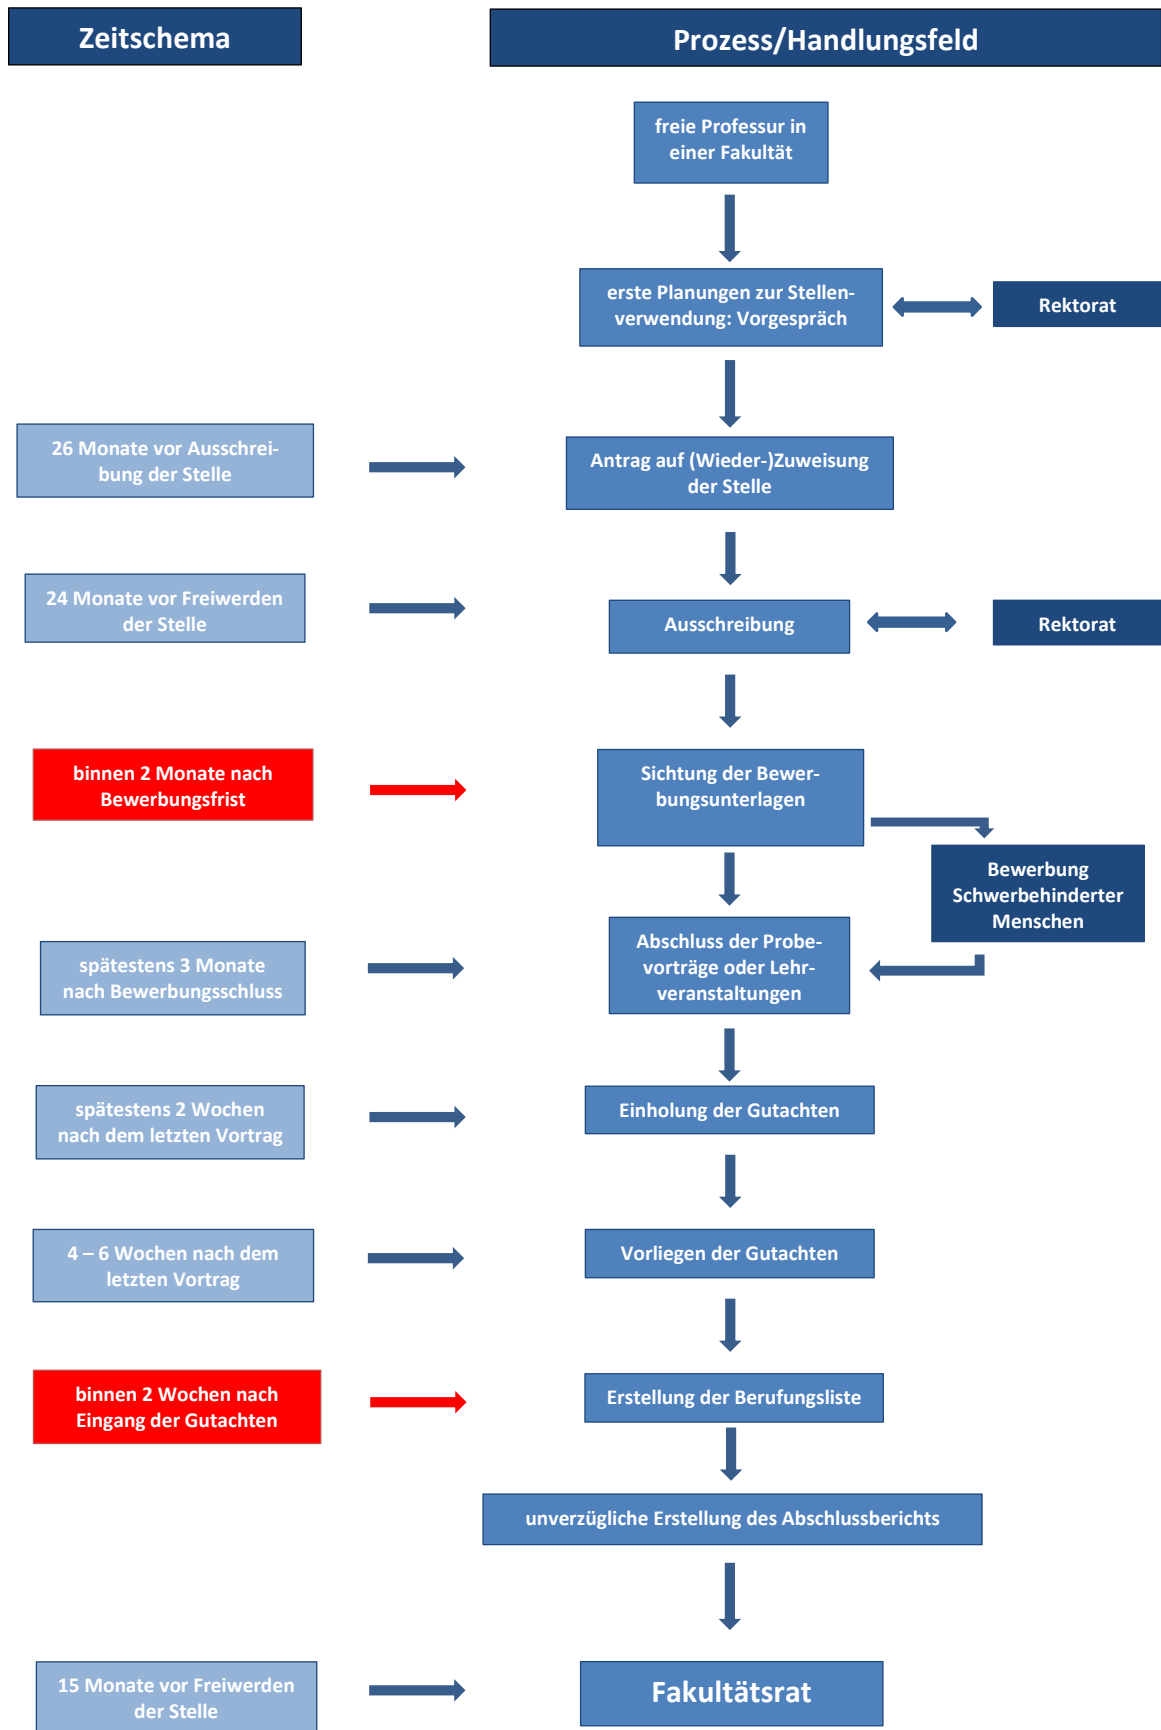 Zeitschema
Prozess/Handlungsfeld
freie Professur in
einer Fakultät
erste Planungen zur Stellen-
verwendung: Vorgespräch
Rektorat
26 Monate vor Ausschrei-
bung der Stelle
Antrag auf (Wieder-)Zuweisung
der Stelle
24 Monate vor Freiwerden
der Stelle
Ausschreibung
Rektorat
binnen 2 Monate nach
Bewerbungsfrist
Sichtung der Bewer-
bungsunterlagen
Bewerbung
Schwerbehinderter
Menschen
spätestens 3 Monate
nach Bewerbungsschluss
Abschluss der Probe-
vorträge oder Lehr-
veranstaltungen
spätestens 2 Wochen
nach dem letzten Vortrag
Einholung der Gutachten
4 – 6 Wochen nach dem
letzten Vortrag
Vorliegen der Gutachten
binnen 2 Wochen nach
Eingang der Gutachten
Erstellung der Berufungsliste
unverzügliche Erstellung des Abschlussberichts
15 Monate vor Freiwerden
der Stelle
Fakultätsrat